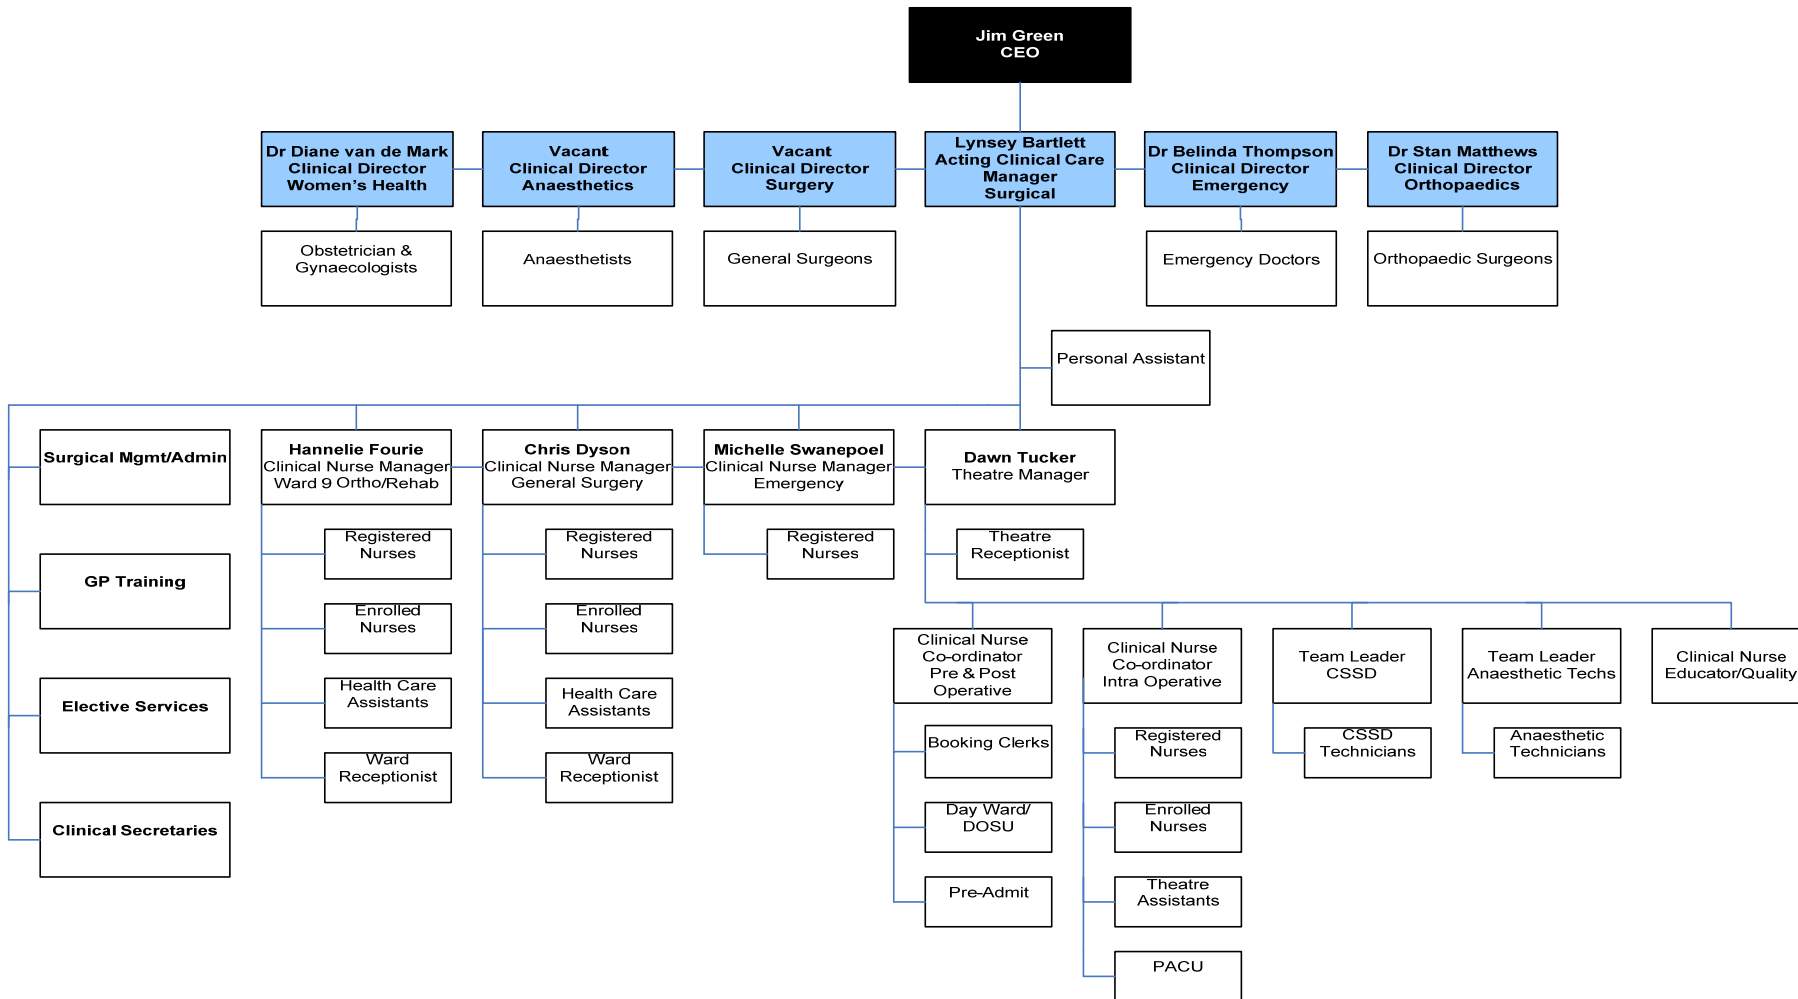 Jim Green
CEO
Dr Diane van de Mark
Clinical Director
Women's Health
Vacant
Clinical Director
Anaesthetics
Vacant
Clinical Director
Surgery
Lynsey Bartlett
Acting Clinical Care
Manager
Surgical
Dr Belinda Thompson
Clinical Director
Emergency
Dr Stan Matthews
Clinical Director
Orthopaedics
Obstetrician &
Gynaecologists
Anaesthetists
General Surgeons
Emergency Doctors
Orthopaedic Surgeons
Personal Assistant
Surgical Mgmt/Admin
Hannelie Fourie
Clinical Nurse Manager
Ward 9 Ortho/Rehab
Chris Dyson
Clinical Nurse Manager
General Surgery
Michelle Swanepoel
Clinical Nurse Manager
Emergency
Dawn Tucker
Theatre Manager
Registered
Nurses
Registered
Nurses
Registered
Nurses
Theatre
Receptionist
GP Training
Enrolled
Nurses
Enrolled
Nurses
Clinical Nurse
Co-ordinator
Pre & Post
Operative
Clinical Nurse
Co-ordinator
Intra Operative
Team Leader
CSSD
Team Leader
Anaesthetic Techs
Clinical Nurse
Educator/Quality
Elective Services
Health Care
Assistants
Health Care
Assistants
Booking Clerks
Registered
Nurses
CSSD
Technicians
Anaesthetic
Technicians
Ward
Receptionist
Ward
Receptionist
Clinical Secretaries
Day Ward/
DOSU
Enrolled
Nurses
Pre-Admit
Theatre
Assistants
PACU